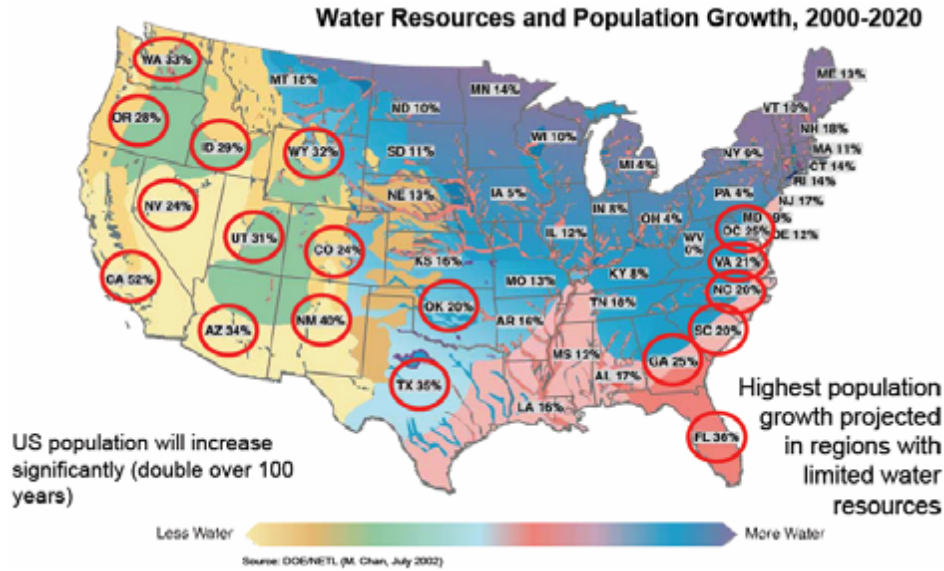 Water Resources and Population Growth, 2000-2020
WA 33%
MT 18%
ND 10%
MN 14%
ME 13%
VT 10%
NH 18%
MA 11%
CT 14%
RI 14%
OR 28%
ID 29%
WY 32%
SD 11%
WI 10%
MI 4%
NY 9%
NJ 17%
NV 24%
UT 31%
CO 24%
NE 13%
IA 5%
IL 12%
IN 8%
OH 4%
PA 4%
MD
DC 25%
DE 12%
WV
0%
VA 21%
CA 52%
AZ 34%
NM 40%
KS 16%
MO 13%
KY 8%
NC 20%
OK 20%
AR 16%
TN 18%
SC 20%
TX 35%
LA 16%
MS 12%
AL 17%
GA 25%
FL 36%
US population will increase
significantly (double over 100
years)
Highest population
growth projected
in regions with
limited water
resources
Less Water
More Water
Source: DOE/NETL (M. Chan, July 2002)